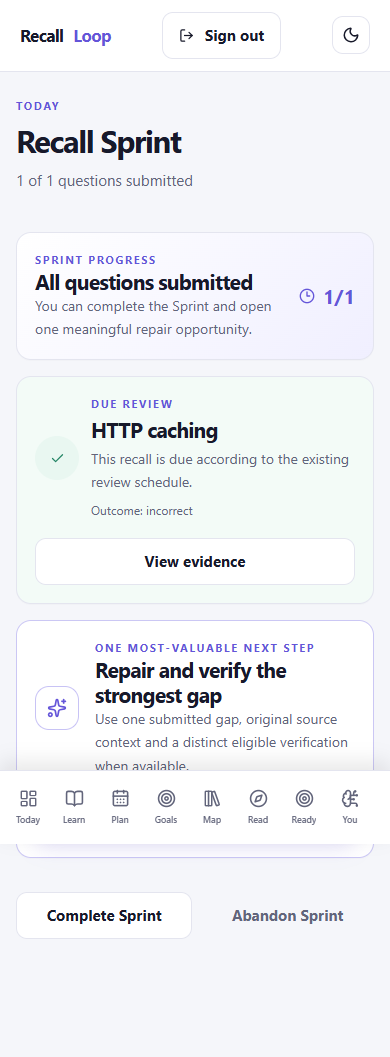 Recall Loop
Sign out
TODAY
Recall Sprint
1 of 1 questions submitted
SPRINT PROGRESS
All questions submitted
You can complete the Sprint and open
one meaningful repair opportunity.
1/1
DUE REVIEW
HTTP caching
This recall is due according to the existing
review schedule.
Outcome: incorrect
View evidence
ONE MOST-VALUABLE NEXT STEP
Repair and verify the
strongest gap
Use one submitted gap, original source
context and a distinct eligible verification
when available.
Today Learn Plan Goals Map Read Ready You
Complete Sprint
Abandon Sprint